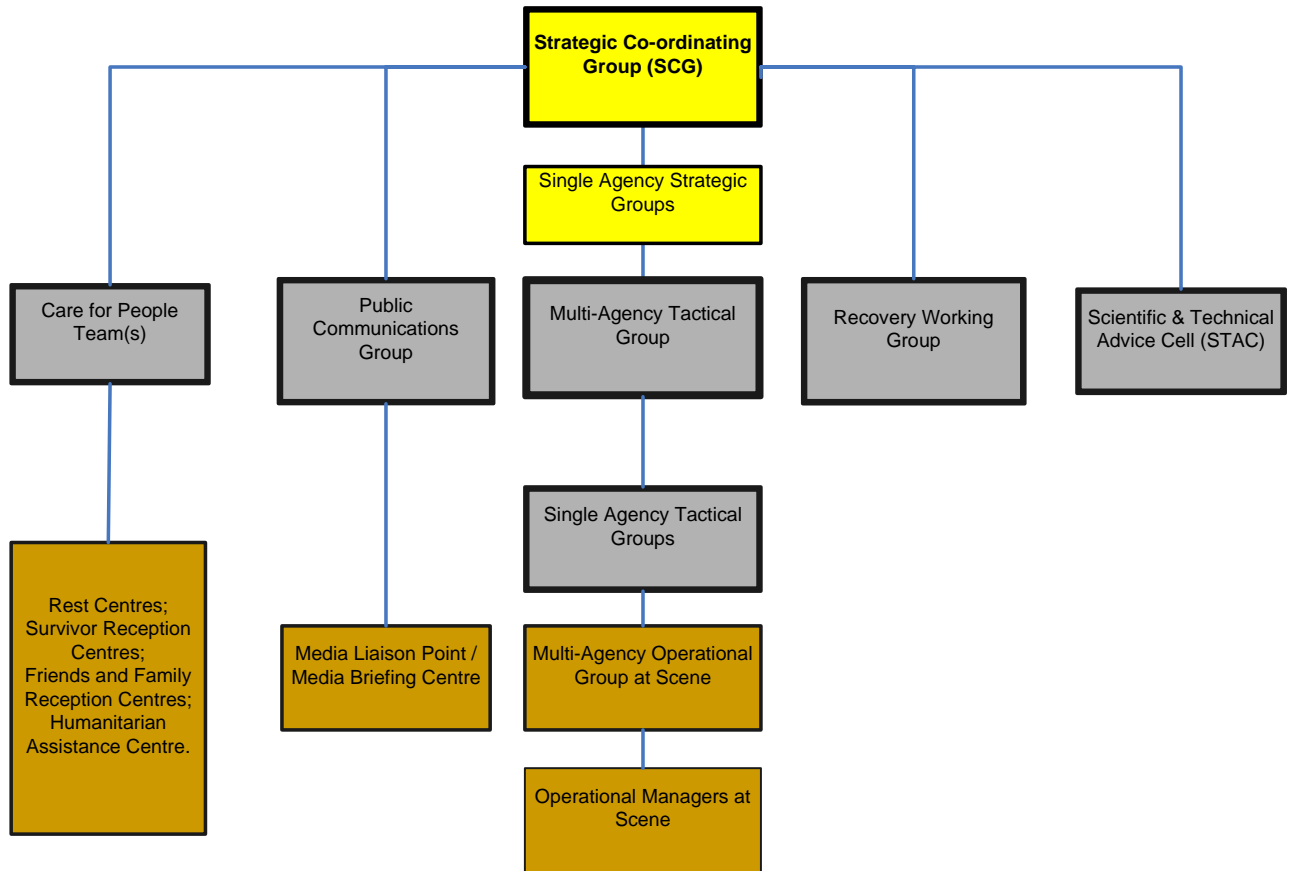 Strategic Co-ordinating
Group (SCG)
Single Agency Strategic
Groups
Care for People
Team(s)
Public
Communications
Group
Multi-Agency Tactical
Group
Recovery Working
Group
Scientific & Technical
Advice Cell (STAC)
Single Agency Tactical
Groups
Rest Centres;
Survivor Reception
Centres;
Friends and Family
Reception Centres;
Humanitarian
Assistance Centre.
Media Liaison Point /
Media Briefing Centre
Multi-Agency Operational
Group at Scene
Operational Managers at
Scene